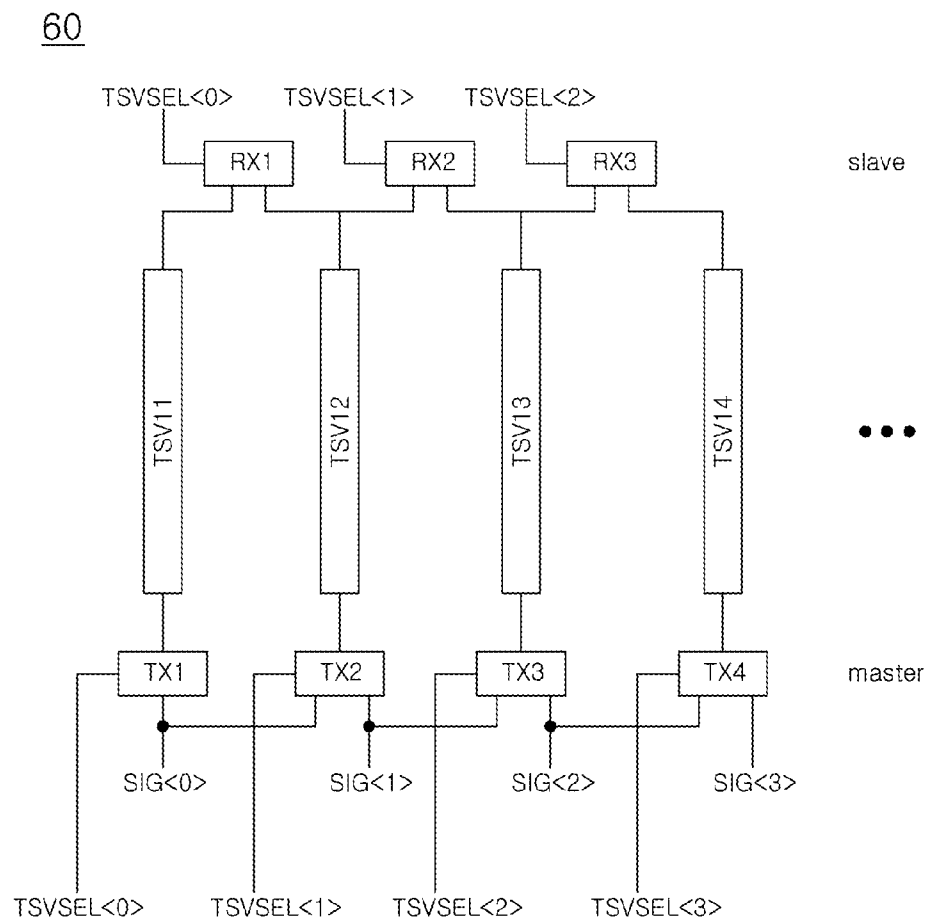 60
TSVSEL<0> TSVSEL<1> TSVSEL<2>
RX1 RX2 RX3 slave
TSV11 TSV12 TSV13 TSV14
TX1 TX2 TX3 TX4 master
SIG<0> SIG<1> SIG<2> SIG<3>
TSVSEL<0> TSVSEL<1> TSVSEL<2> TSVSEL<3>